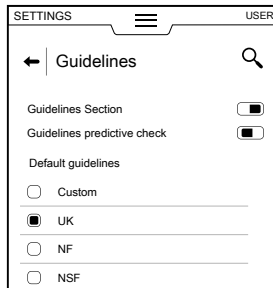 SETTINGS USER
Guidelines
Guidelines Section
Guidelines predictive check
Default guidelines
Custom
UK
NF
NSF